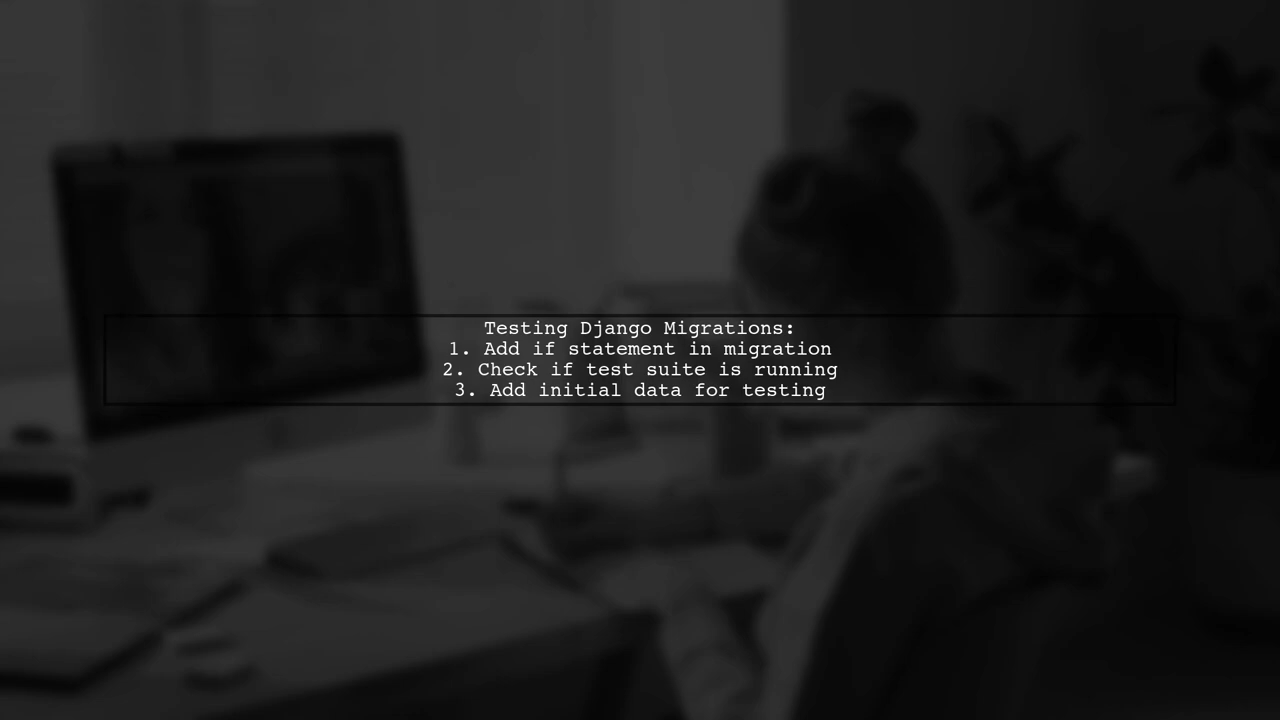 Testing Django Migrations:
1. Add if statement in migration
2. Check if test suite is running
3. Add initial data for testing